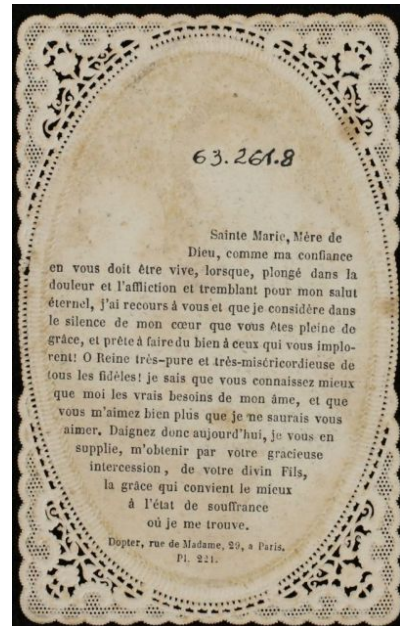 63.261.8
Sainte Marie, Mère de
Dieu, comme ma confiance
en vous doit être vive, lorsque, plongé dans la
douleur et l'affliction et tremblant pour mon salut
éternel, j'ai recours à vous et que je considère dans
le silence de mon cœur que vous êtes pleine de
grâce, et prête à faire du bien à ceux qui vous implo-
rent! O Reine très-pure et très-miséricordieuse de
tous les fidèles! je sais que vous connaissez mieux
que moi les vrais besoins de mon âme, et que
vous m'aimez bien plus que je ne saurais vous
aimer. Daignez donc aujourd'hui, je vous en
supplie, m'obtenir par votre gracieuse
intercession, de votre divin Fils,
la grâce qui convient le mieux
à l'état de souffrance
où je me trouve.
Dopter, rue de Madame, 29, a Paris.
Pl. 221.